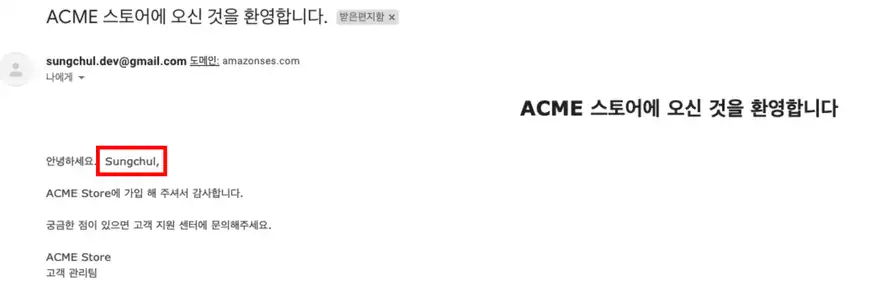 ACME 스토어에 오신 것을 환영합니다. 받은편지함 ×
sungchul.dev@gmail.com 도메인: amazonses.com
나에게
ACME 스토어에 오신 것을 환영합니다
안녕하세요. Sungchul,
ACME Store에 가입 해 주셔서 감사합니다.
궁금한 점이 있으면 고객 지원 센터에 문의해주세요.
ACME Store
고객 관리팀